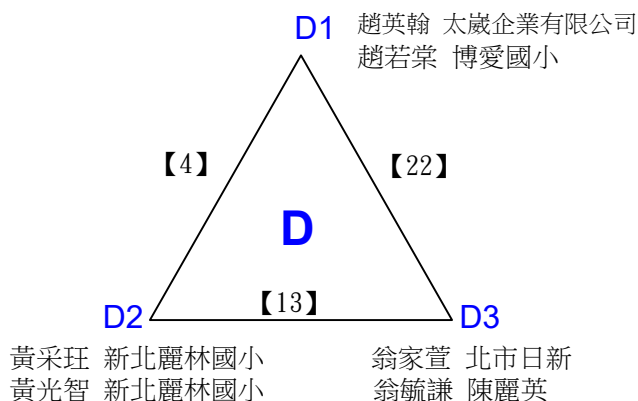 D1
趙英翰 太崴企業有限公司
趙若棠 博愛國小
【4】
【22】
D
【13】
D2
D3
黃采玨 新北麗林國小
翁家萱 北市日新
黃光智 新北麗林國小
翁毓謙 陳麗英